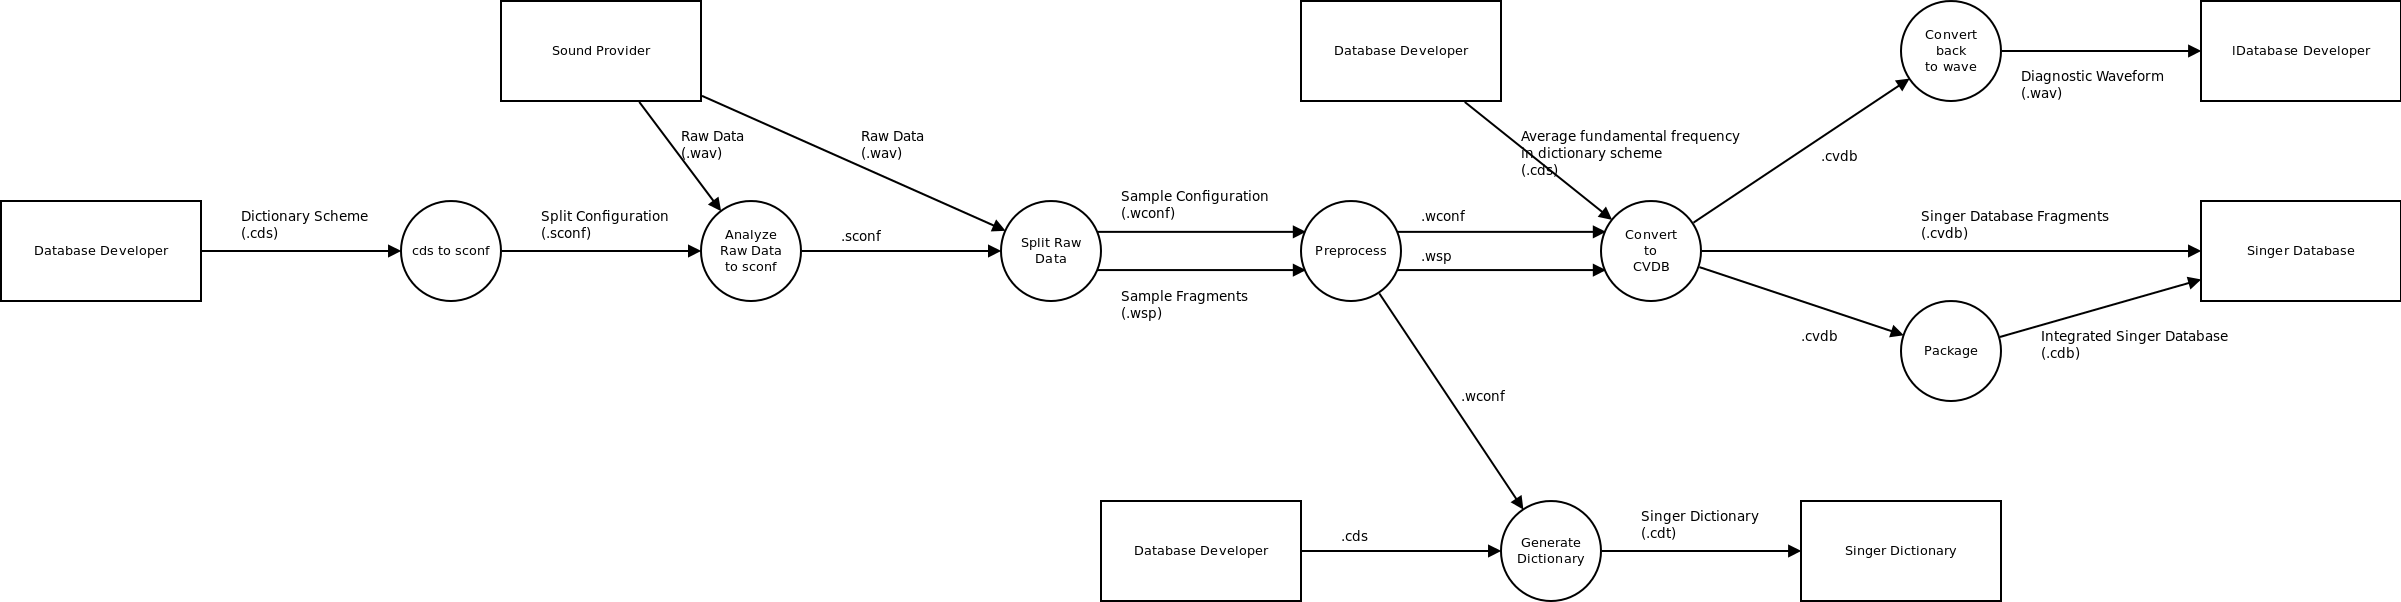 Sound Provider
Database Developer
Convert
back
to wave
IDatabase Developer
Diagnostic Waveform
(.wav)
Raw Data
(.wav)
Raw Data
(.wav)
Average fundamental frequency
in dictionary scheme
(.cds)
.cvdb
Database Developer
Dictionary Scheme
(.cds)
cds to sconf
Split Configuration
(.sconf)
Analyze
Raw Data
to sconf
.sconf
Split Raw
Data
Sample Configuration
(.wconf)
Sample Fragments
(.wsp)
Preprocess
.wconf
.wsp
Convert
to
CVDB
Singer Database Fragments
(.cvdb)
Singer Database
.cvdb
Package
Integrated Singer Database
(.cdb)
.wconf
Database Developer
.cds
Generate
Dictionary
Singer Dictionary
(.cdt)
Singer Dictionary